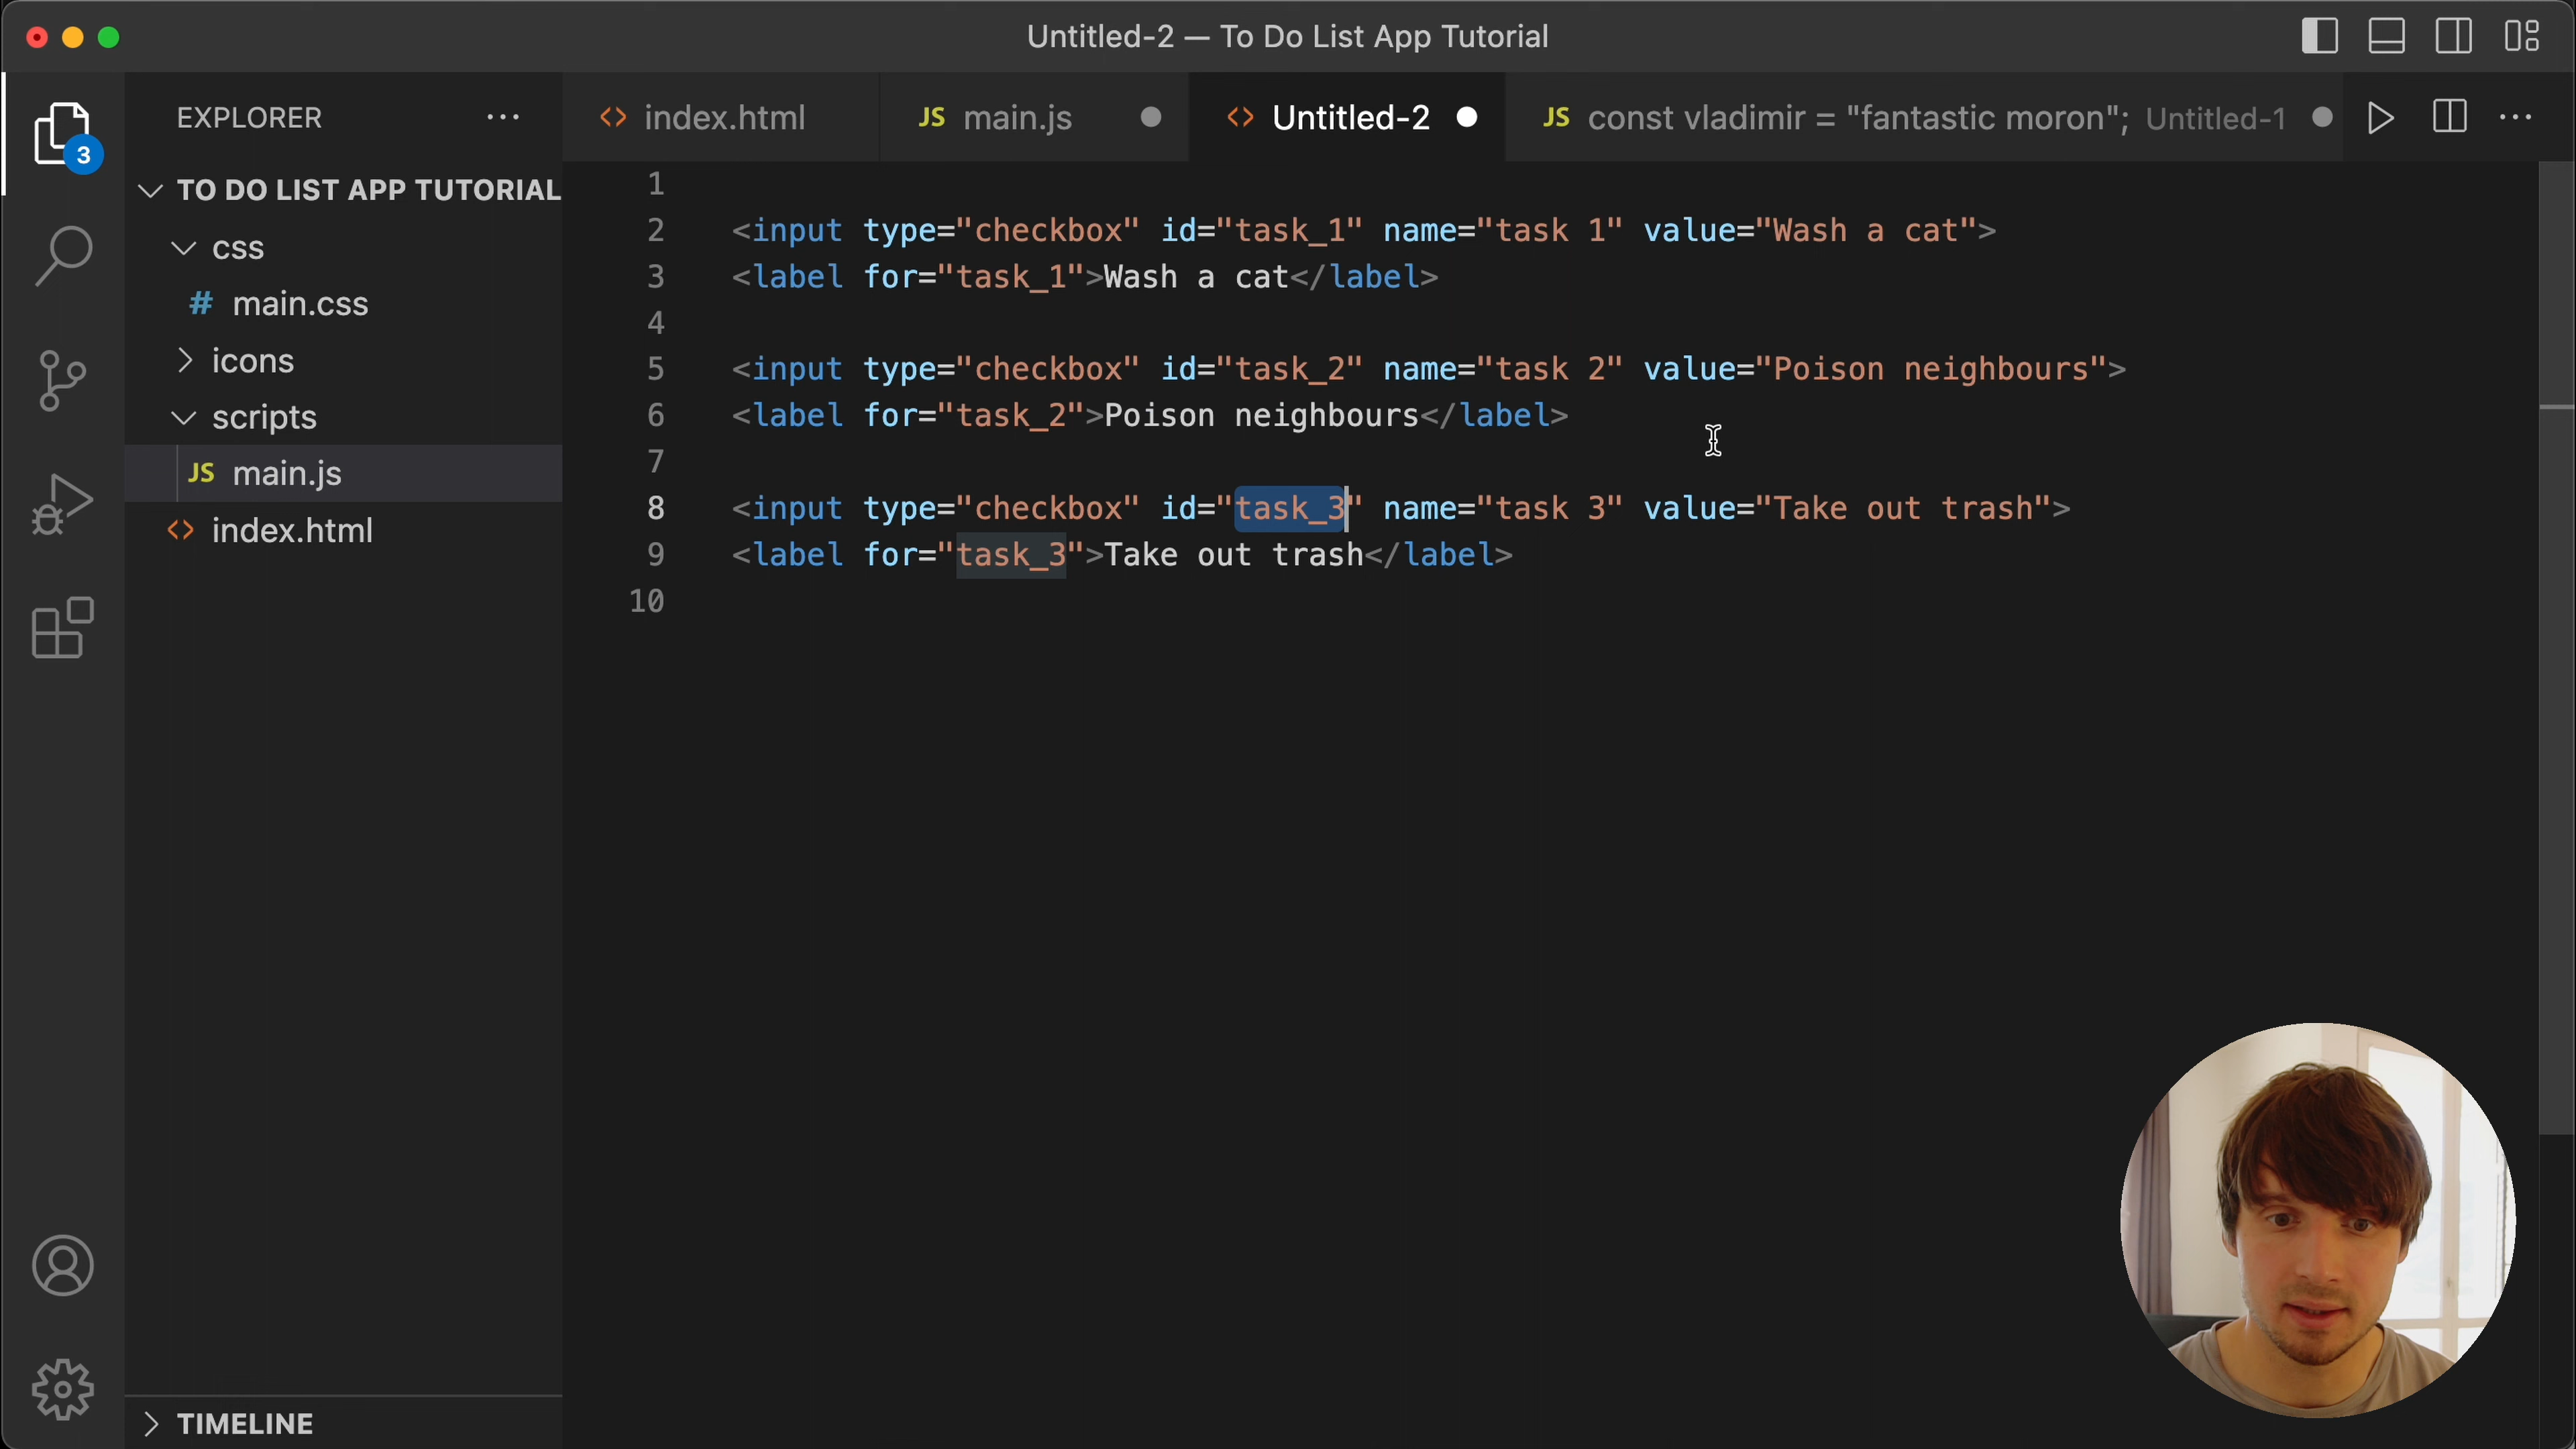 Untitled-2 — To Do List App Tutorial
EXPLORER
3
TO DO LIST APP TUTORIAL
css
# main.css
icons
scripts
JS main.js
<> index.html
TIMELINE
<> index.html
JS main.js
<> Untitled-2
JS const vladimir = "fantastic moron"; Untitled-1
1
2 <input type="checkbox" id="task_1" name="task 1" value="Wash a cat">
3 <label for="task_1">Wash a cat</label>
4
5 <input type="checkbox" id="task_2" name="task 2" value="Poison neighbours">
6 <label for="task_2">Poison neighbours</label>
7
8 <input type="checkbox" id="task_3" name="task 3" value="Take out trash">
9 <label for="task_3">Take out trash</label>
10